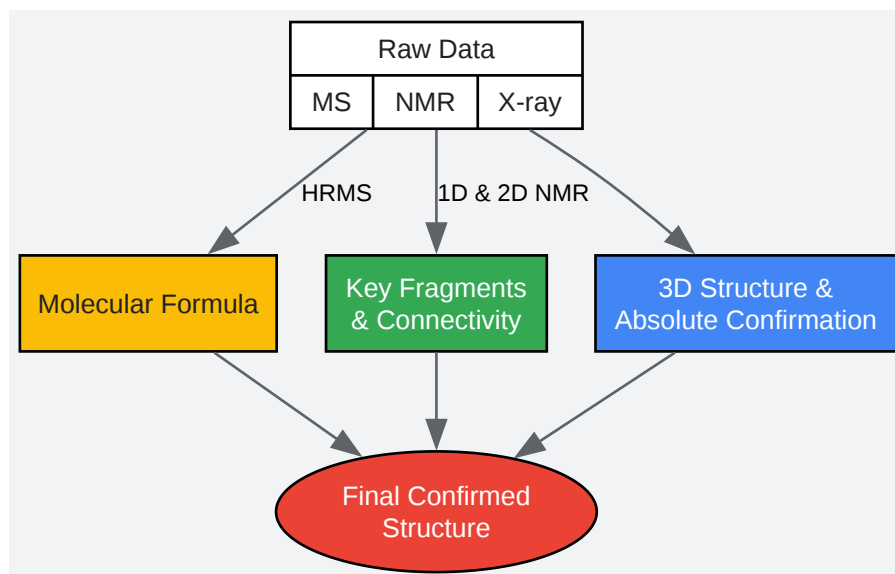 Raw Data
MS NMR X-ray
HRMS 1D & 2D NMR
Molecular Formula
Key Fragments
& Connectivity
3D Structure &
Absolute Confirmation
Final Confirmed
Structure